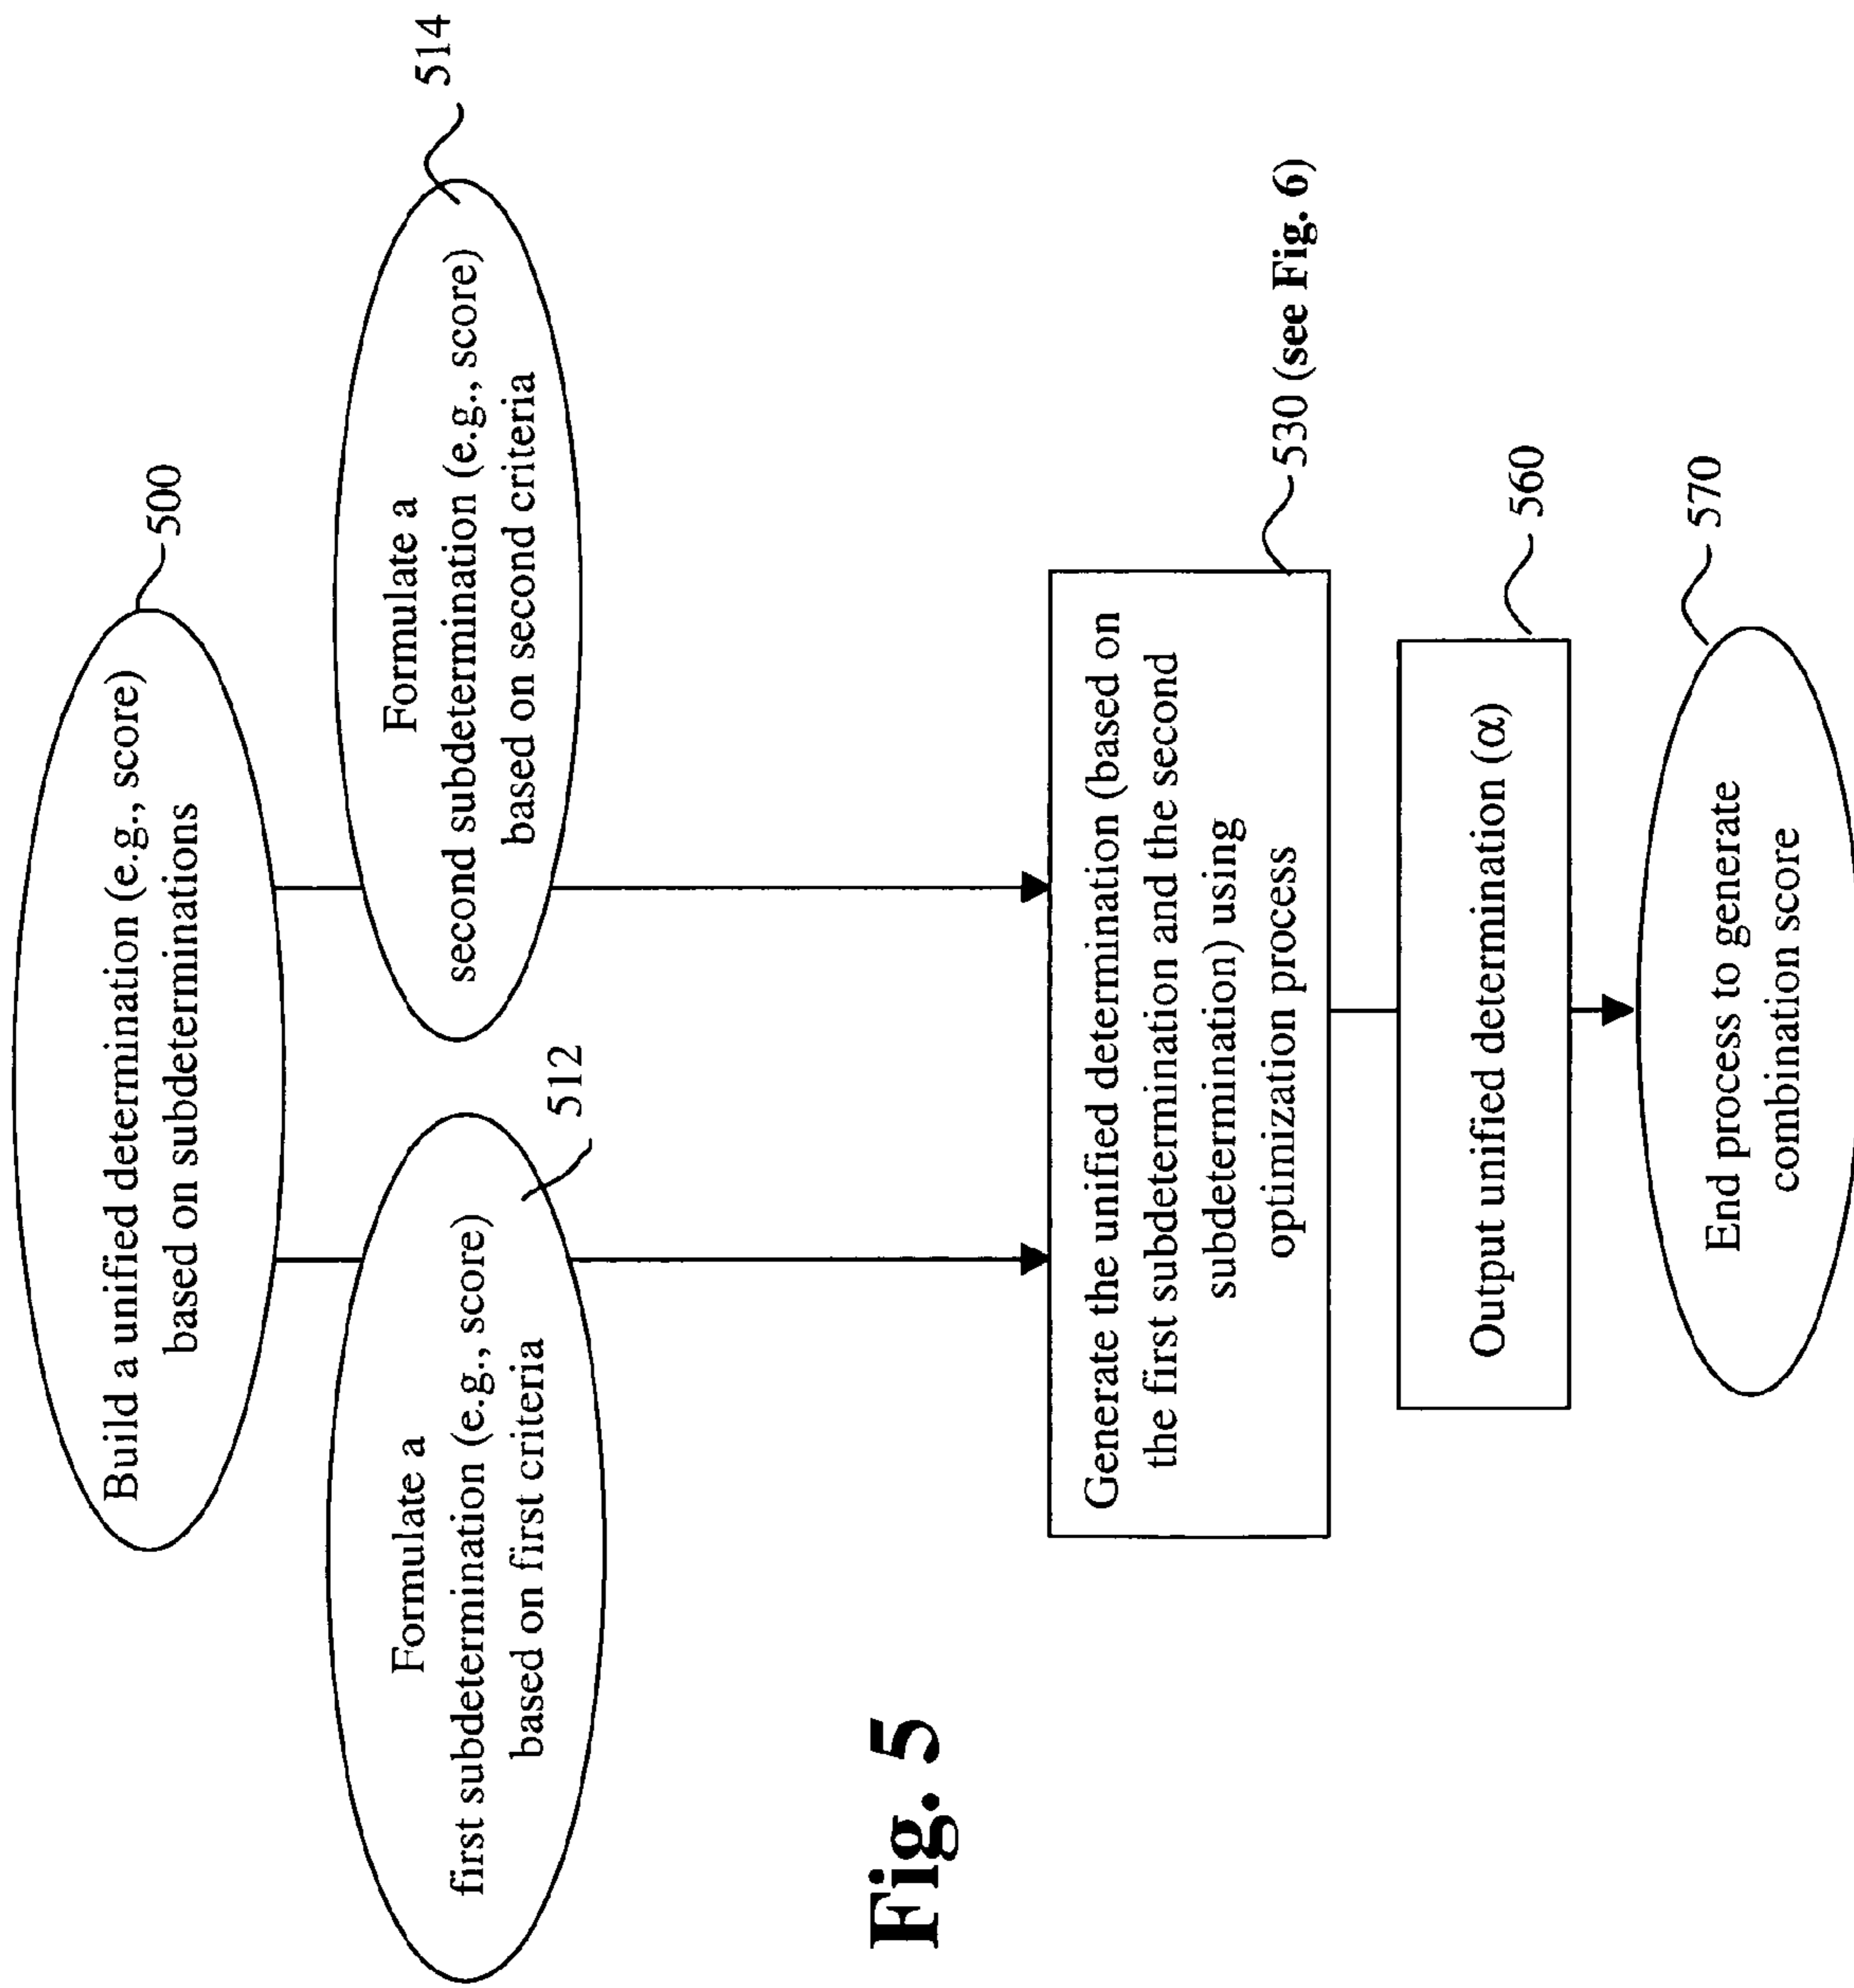 Build a unified determination (e.g., score)
based on subdeterminations
500
Formulate a
first subdetermination (e.g., score)
based on first criteria
512
Formulate a
second subdetermination (e.g., score)
based on second criteria
514
Generate the unified determination (based on
the first subdetermination and the second
subdetermination) using
optimization process
530 (see Fig. 6)
Output unified determination (α)
560
End process to generate
combination score
570
Fig. 5